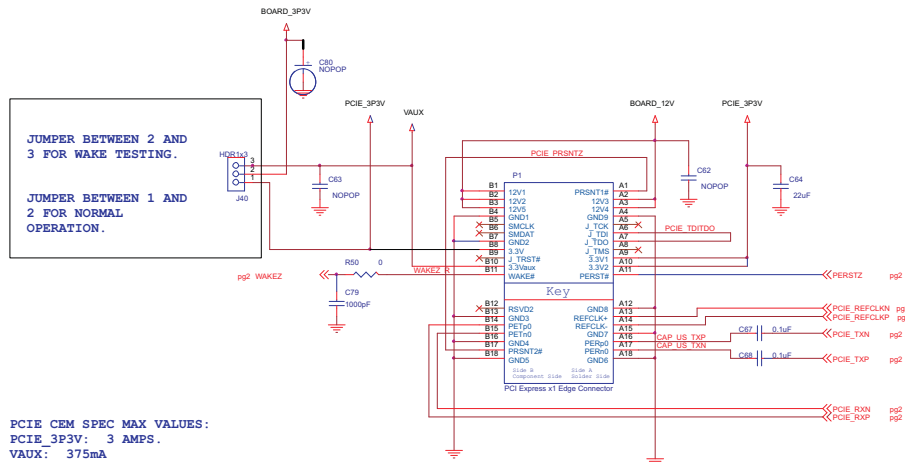 BOARD_3P3V
C80
NOPOP
PCIE_3P3V
VAUX
BOARD_12V
PCIE_3P3V
JUMPER BETWEEN 2 AND
3 FOR WAKE TESTING.
JUMPER BETWEEN 1 AND
2 FOR NORMAL
OPERATION.
HDR1x3
3
2
1
J40
C63
NOPOP
PCIE_PRSNTZ
C62
NOPOP
C64
22uF
P1
B1 12V1 PRSNT1# A1
B2 12V2 12V3 A2
B3 12V5 12V4 A3
B4 GND1 GND9 A4
B5 SMCLK J_TCK A5
B6 SMDAT J_TDI A6
B7 GND2 J_TDO A7
B8 3.3V J_TMS A8
B9 J_TRST# 3.3V1 A9
B10 3.3Vaux 3.3V2 A10
B11 WAKE# PERST# A11
PCIE_TDITDO
pg2 WAKEZ
R50 0
WAKEZ_R
C79
1000pF
PERSTZ pg2
Key
B12 RSVD2 GND8 A12
B13 GND3 REFCLK+ A13
B14 PETp0 REFCLK- A14
B15 PETn0 GND7 A15
B16 GND4 PERp0 A16
B17 PRSNT2# PERn0 A17
B18 GND5 GND6 A18
PCIE_REFCLKN pg
PCIE_REFCLKP pg
CAP_US_TXP
CAP_US_TXN
C67 0.1uF
PCIE_TXN pg2
C68 0.1uF
PCIE_TXP pg2
Side B
Component Side
Side A
Solder Side
PCI Express x1 Edge Connector
PCIE_RXN pg2
PCIE_RXP pg2
PCIE CEM SPEC MAX VALUES:
PCIE_3P3V: 3 AMPS.
VAUX: 375mA